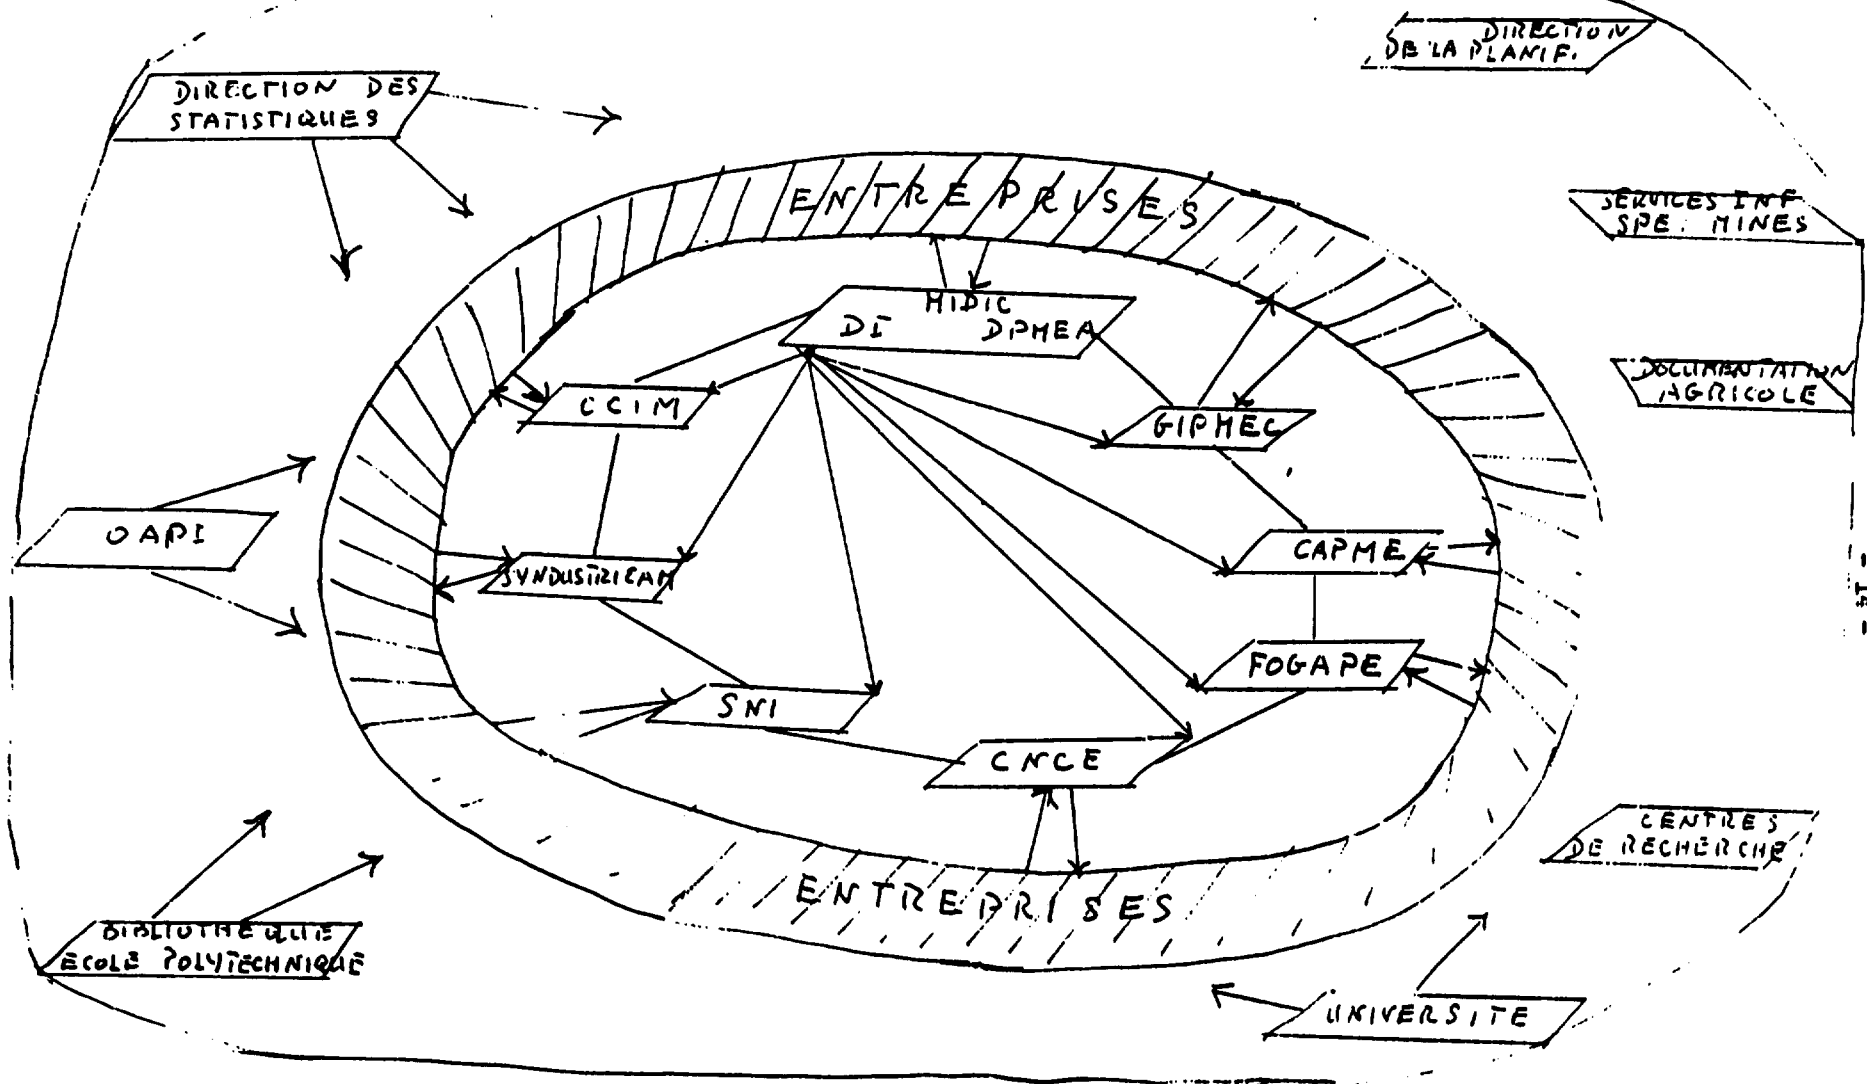 DIRECTION
DE LA PLANIF.
DIRECTION DES
STATISTIQUES
ENTREPRISES
SERVICES INF
SPE. MINES
MIDIC
DI DPMEA
DOCUMENTATION
AGRICOLE
CCIM
GIPMEC
OAPI
CAPME
SYNDUSTRICAM
FOGAPE
SNI
CNCE
CENTRES
DE RECHERCHE
ENTREPRISES
BIBLIOTHEQUE
ECOLE POLYTECHNIQUE
UNIVERSITE